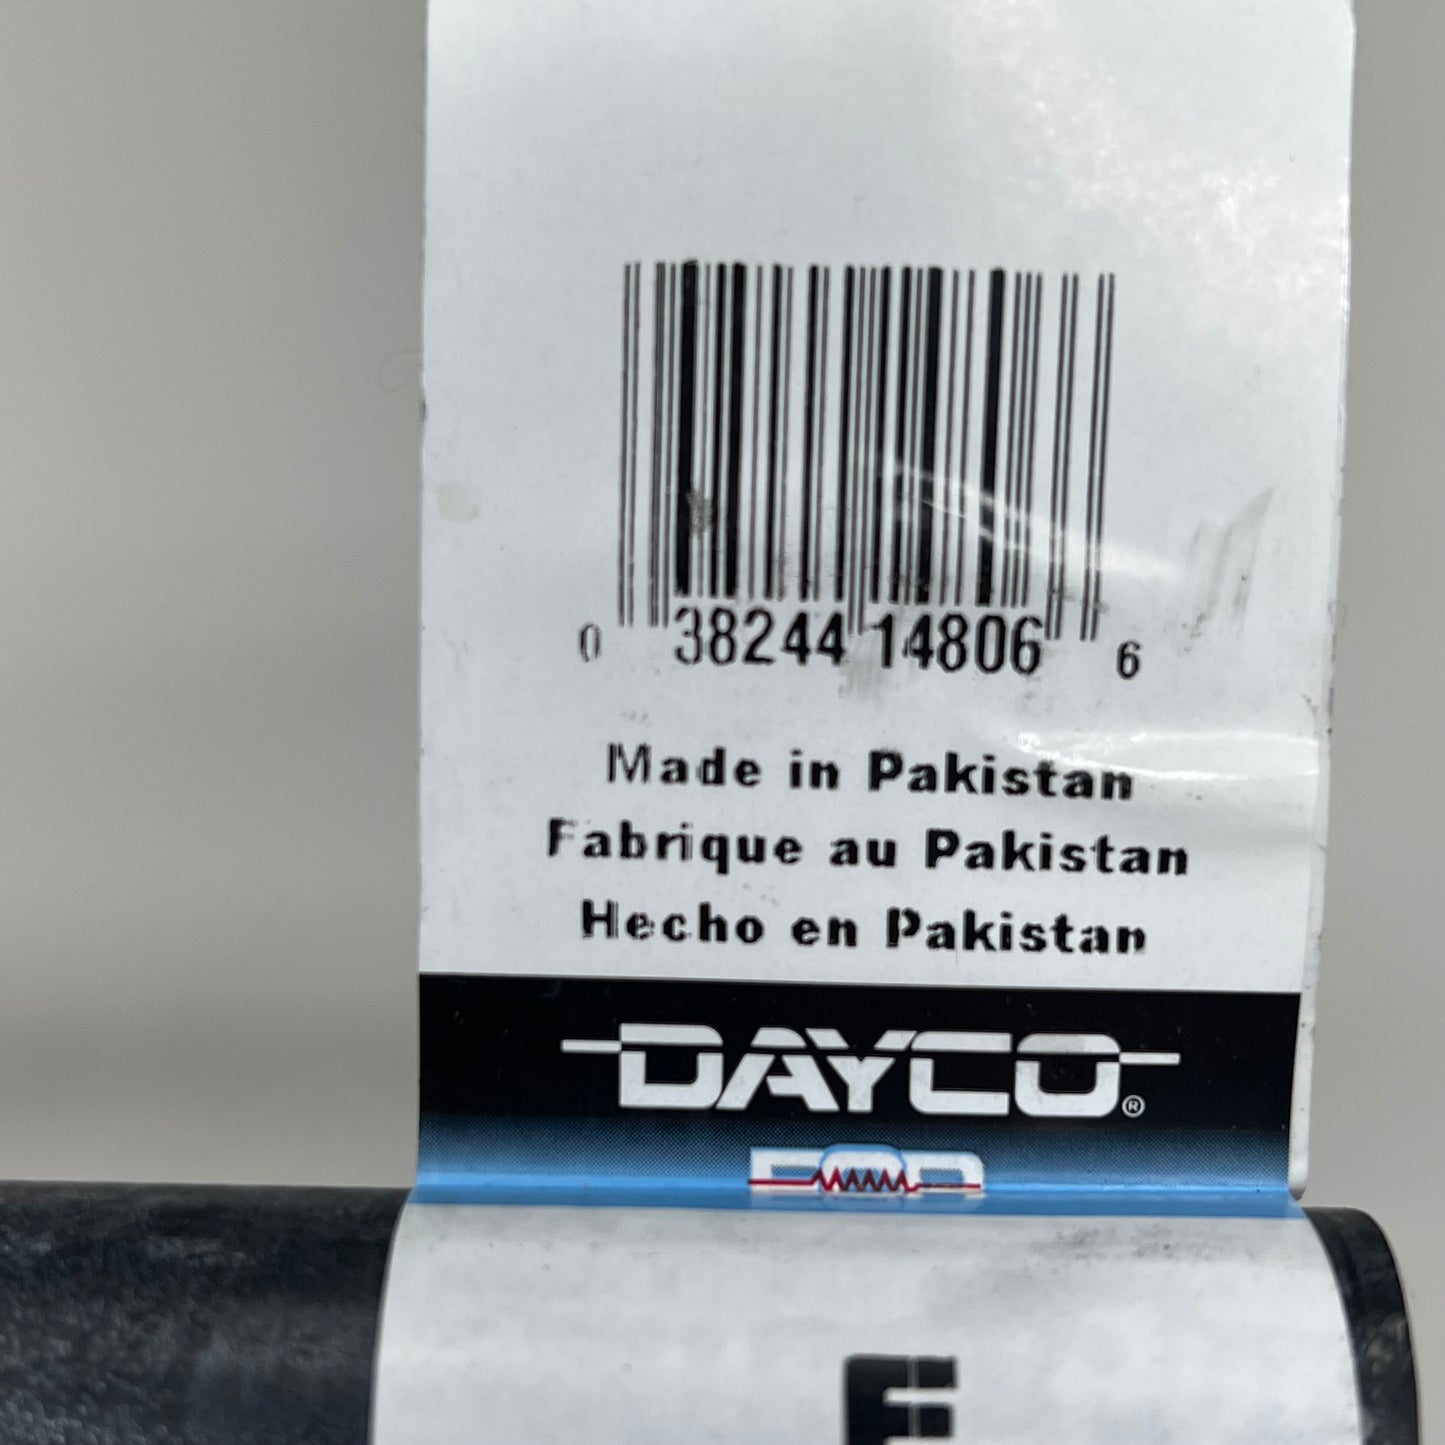 0 38244 14806 6
Made in Pakistan
Fabrique au Pakistan
Hecho en Pakistan
DAYCO®